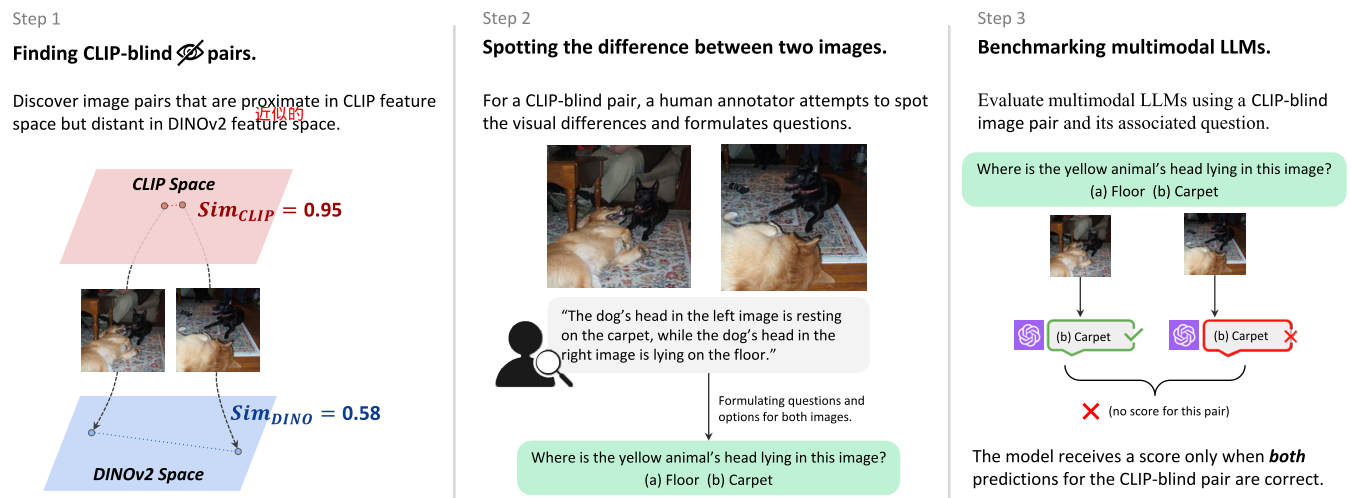 Step 1
Finding CLIP-blind pairs.
Discover image pairs that are proximate in CLIP feature
近似的
space but distant in DINOv2 feature space.
CLIP Space
Sim_CLIP = 0.95
Sim_DINO = 0.58
DINOv2 Space
Step 2
Spotting the difference between two images.
For a CLIP-blind pair, a human annotator attempts to spot
the visual differences and formulates questions.
“The dog’s head in the left image is resting
on the carpet, while the dog’s head in the
right image is lying on the floor.”
Formulating questions and
options for both images.
Where is the yellow animal’s head lying in this image?
(a) Floor (b) Carpet
Step 3
Benchmarking multimodal LLMs.
Evaluate multimodal LLMs using a CLIP-blind
image pair and its associated question.
Where is the yellow animal’s head lying in this image?
(a) Floor (b) Carpet
(b) Carpet
(b) Carpet
(no score for this pair)
The model receives a score only when both
predictions for the CLIP-blind pair are correct.